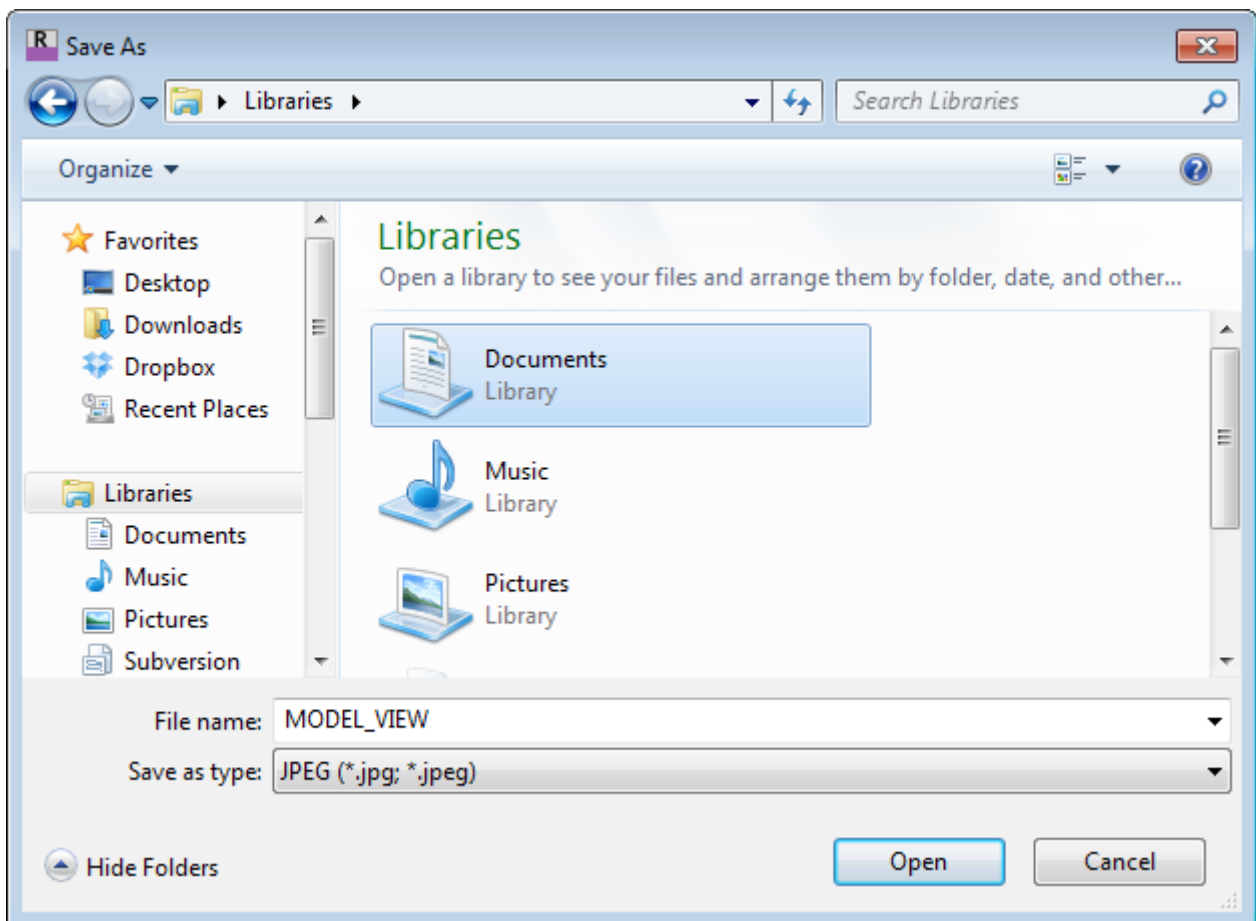 R Save As
Libraries
Search Libraries
Organize
Favorites
Desktop
Downloads
Dropbox
Recent Places
Libraries
Documents
Music
Pictures
Subversion
Libraries
Open a library to see your files and arrange them by folder, date, and other...
Documents
Library
Music
Library
Pictures
Library
File name: MODEL_VIEW
Save as type: JPEG (*.jpg; *.jpeg)
Hide Folders
Open
Cancel